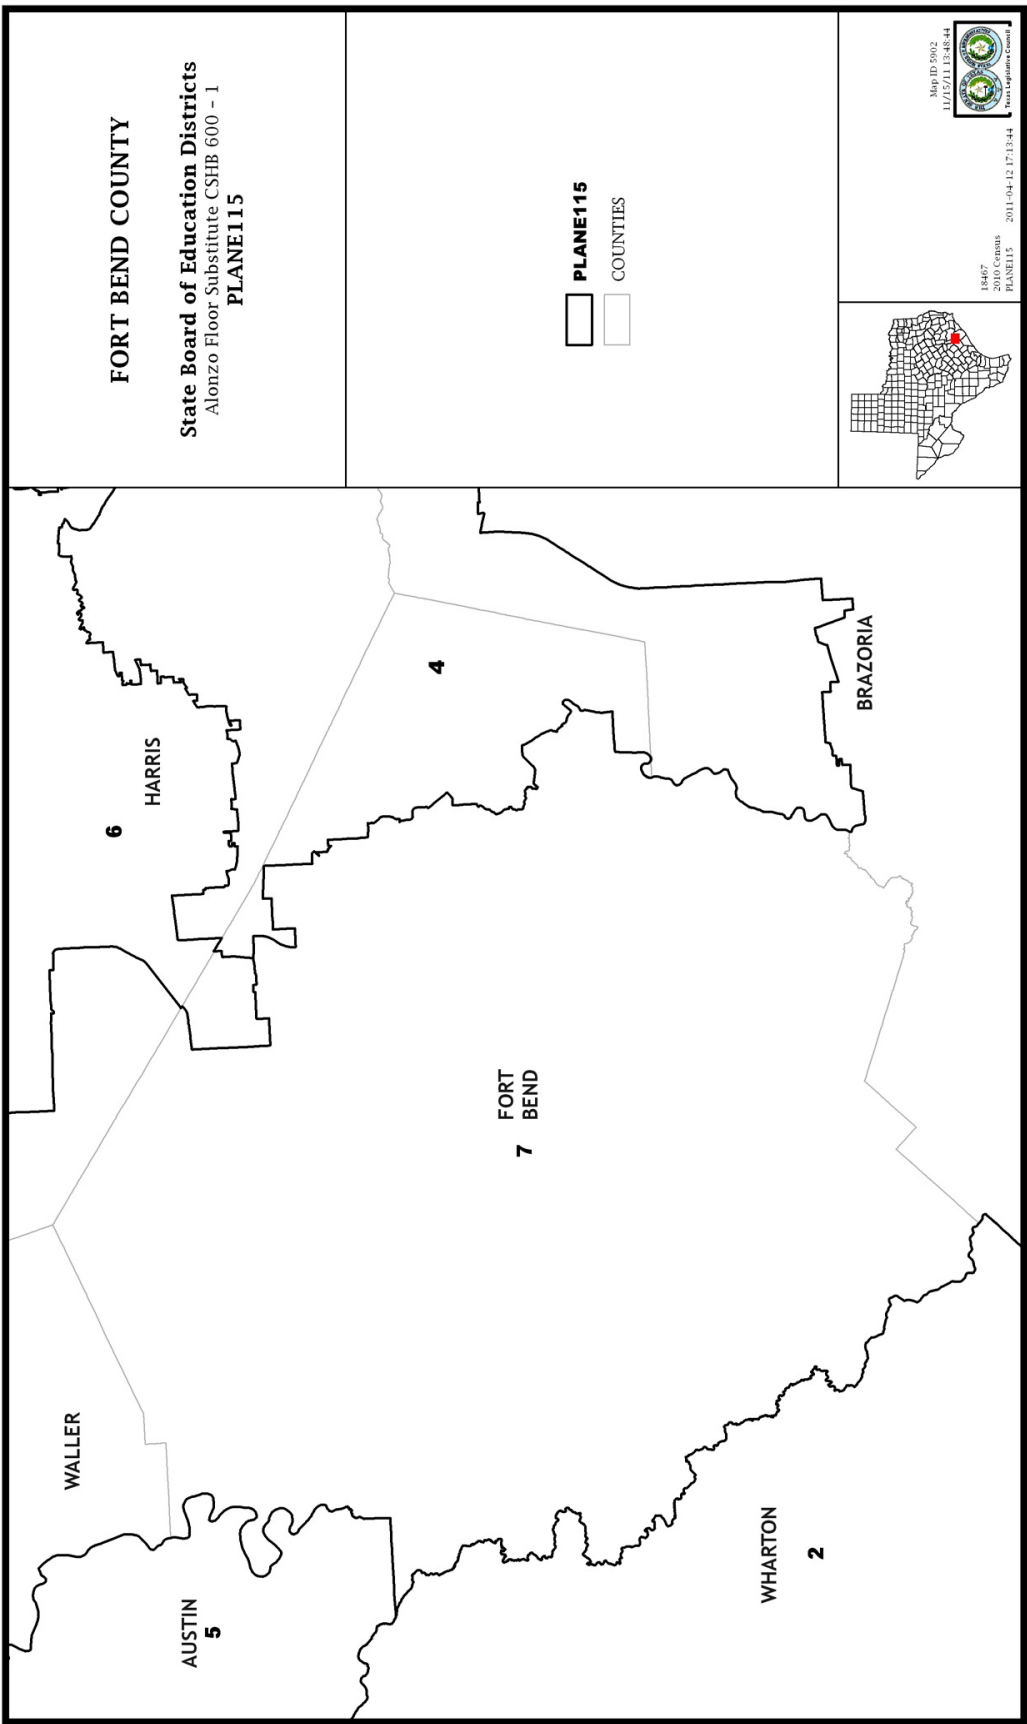 FORT BEND COUNTY
State Board of Education Districts
Alonzo Floor Substitute CSHB 600 - 1
PLANE115
PLANE115
COUNTIES
Map ID 5902
11/15/11 13:48:44
Texas Legislative Council
18467
2010 Census
PLANE115 2011-04-12 17:13:44
HARRIS
6
4
BRAZORIA
FORT
BEND
7
WALLER
AUSTIN
5
WHARTON
2